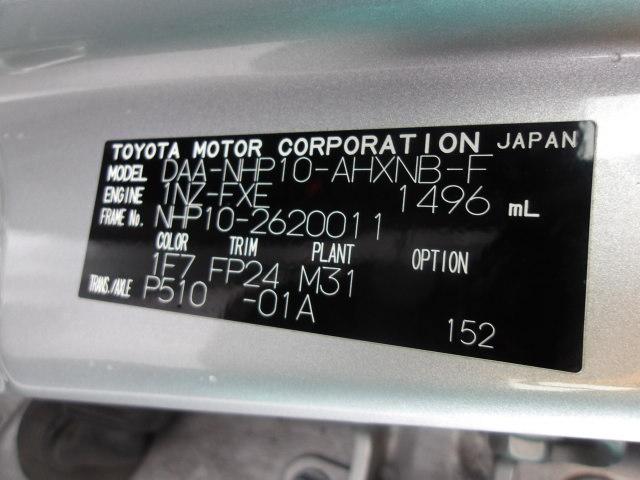 TOYOTA MOTOR CORPORATION JAPAN
MODEL DAA-NHP10-AHXNB-F
ENGINE 1NZ-FXE 1496 mL
FRAME No. NHP10-2620011
COLOR TRIM PLANT OPTION
1F7 FP24 M31
TRANS./AXLE P510 -01A
152